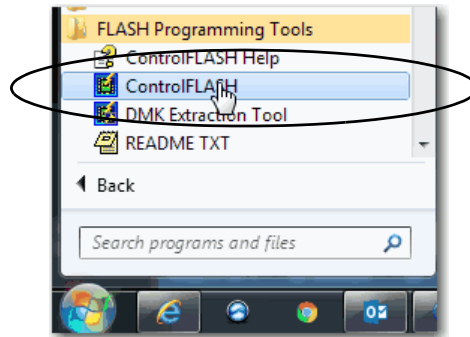 FLASH Programming Tools
ControlFLASH Help
ControlFLASH
DMK Extraction Tool
README TXT
Back
Search programs and files